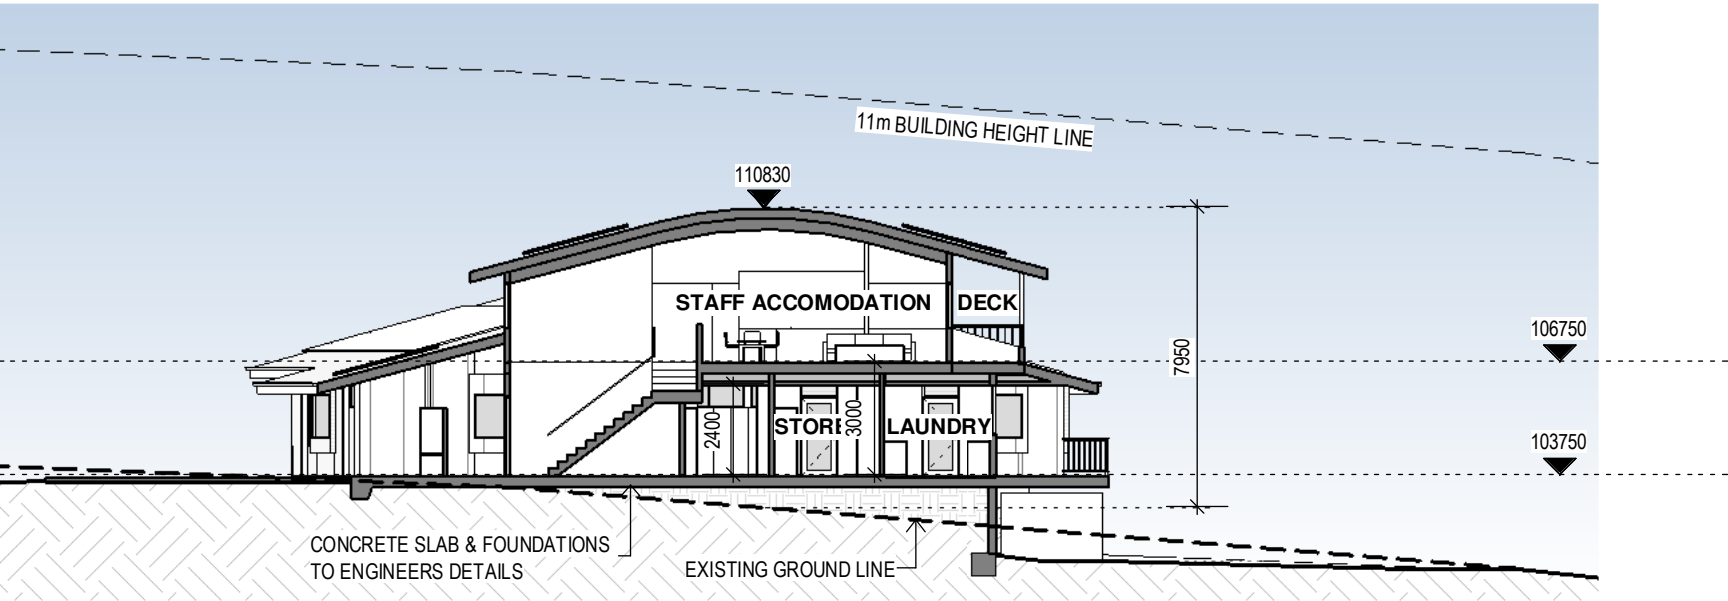 11m BUILDING HEIGHT LINE
110830
STAFF ACCOMODATION
DECK
106750
7950
2400
STORE
3000
LAUNDRY
103750
CONCRETE SLAB & FOUNDATIONS
TO ENGINEERS DETAILS
EXISTING GROUND LINE